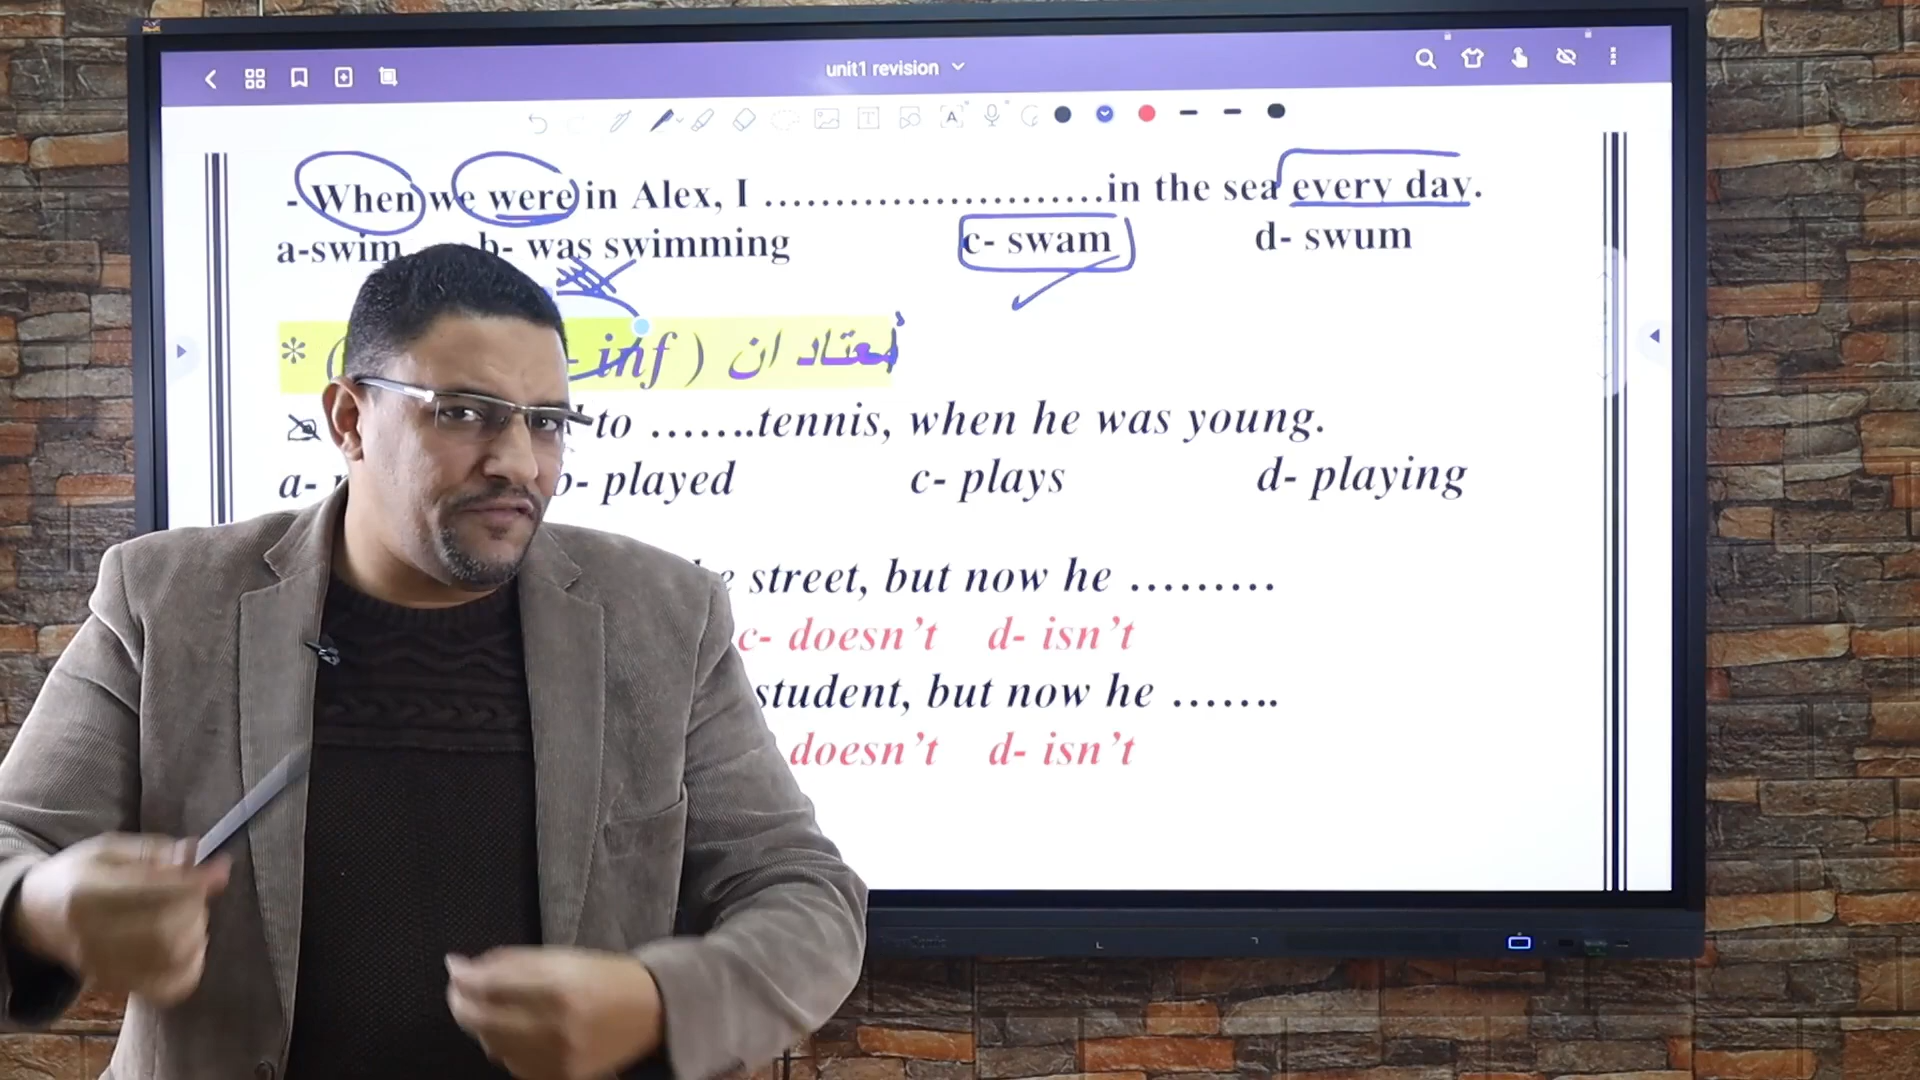 unit1 revision
- When we were in Alex, I ........................in the sea every day.
a-swim b- was swimming c- swam d- swum
* ( - inf ) أعتاد ان
to .......tennis, when he was young.
a- b- played c- plays d- playing
street, but now he .........
c- doesn't d- isn't
student, but now he .......
doesn't d- isn't